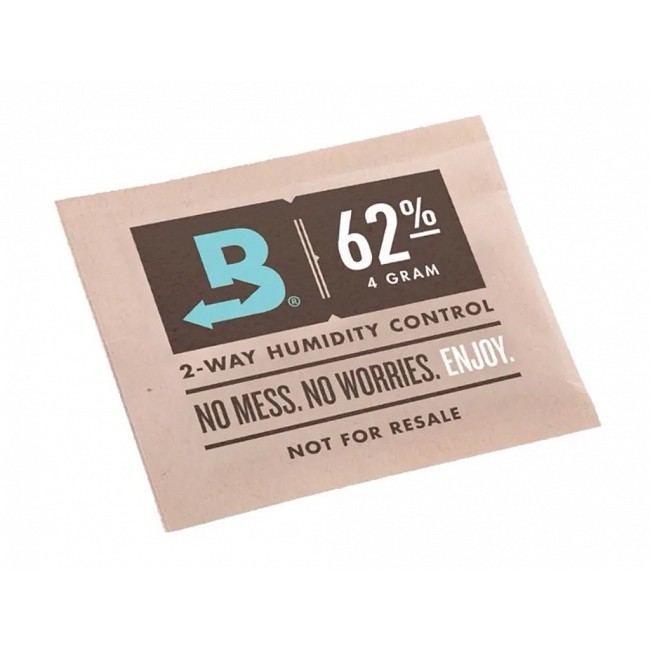 B®
62%
4 GRAM
2-WAY HUMIDITY CONTROL
NO MESS. NO WORRIES. ENJOY.
NOT FOR RESALE